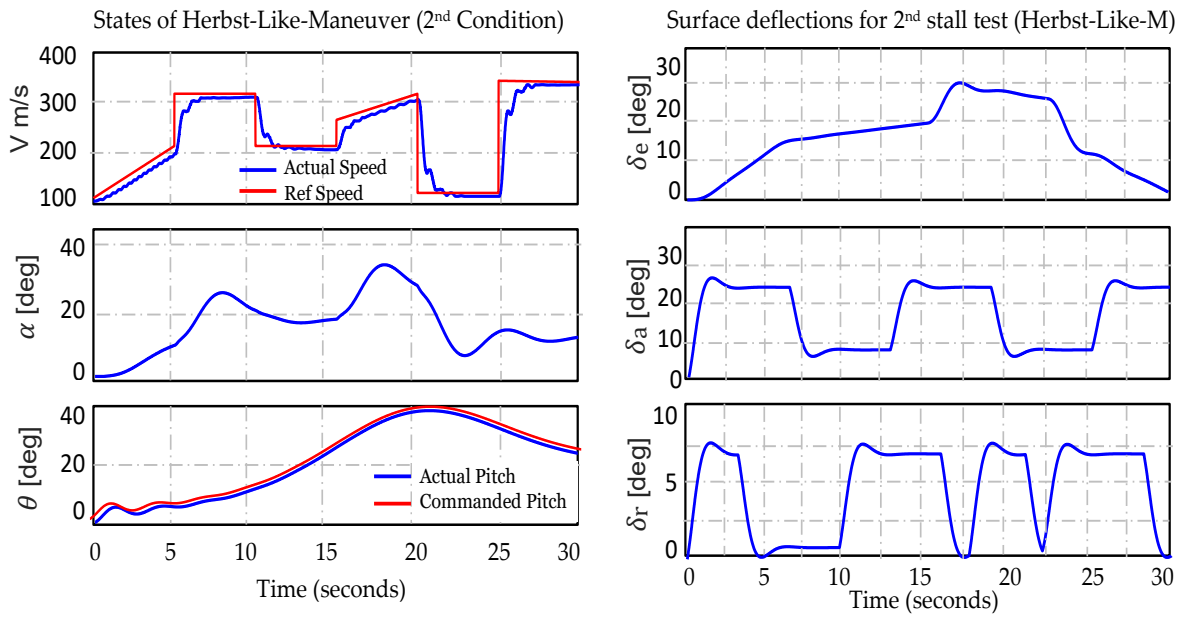 States of Herbst-Like-Maneuver (2nd Condition)
400
300
200
100
V m/s
Actual Speed
Ref Speed
40
20
0
α [deg]
40
20
0
θ [deg]
Actual Pitch
Commanded Pitch
0 5 10 15 20 25 30
Time (seconds)
Surface deflections for 2nd stall test (Herbst-Like-M)
30
20
10
0
δe [deg]
30
20
10
0
δa [deg]
10
5
0
δr [deg]
0 5 10 15 20 25 30
Time (seconds)